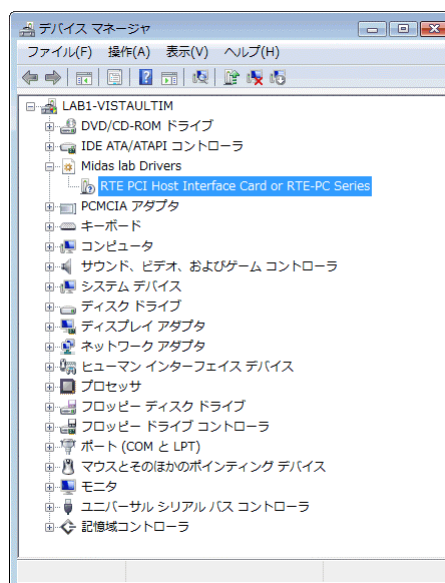 デバイス マネージャ
ファイル(F) 操作(A) 表示(V) ヘルプ(H)
LAB1-VISTAULTIM
DVD/CD-ROM ドライブ
IDE ATA/ATAPI コントローラ
Midas lab Drivers
RTE PCI Host Interface Card or RTE-PC Series
PCMCIA アダプタ
キーボード
コンピュータ
サウンド、ビデオ、およびゲーム コントローラ
システム デバイス
ディスク ドライブ
ディスプレイ アダプタ
ネットワーク アダプタ
ヒューマン インターフェイス デバイス
プロセッサ
フロッピー ディスク ドライブ
フロッピー ドライブ コントローラ
ポート (COM と LPT)
マウスとそのほかのポインティング デバイス
モニタ
ユニバーサル シリアル バス コントローラ
記憶域コントローラ